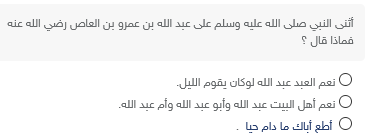 أثنى النبي صلى الله عليه وسلم على عبد الله بن عمرو بن العاص رضي الله عنه
فماذا قال ؟
نعم العبد عبد الله لوكان يقوم الليل.
نعم أهل البيت عبد الله وأبو عبد الله وأم عبد الله.
أطع أباك ما دام حيا .